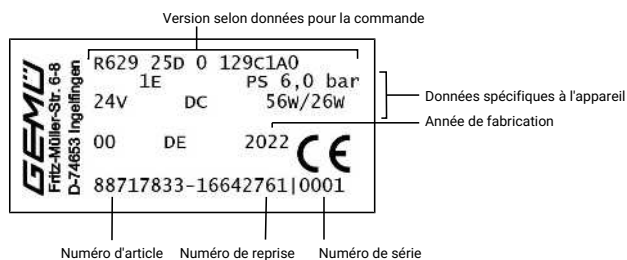 Version selon données pour la commande
GEMÜ
Fritz-Müller-Str. 6-8
D-74653 Ingelfingen
R629 25D 0 129C1A0
1E PS 6,0 bar
24V DC 56W/26W
00 DE 2022 CE
88717833-16642761|0001
Données spécifiques à l'appareil
Année de fabrication
Numéro d'article Numéro de reprise Numéro de série